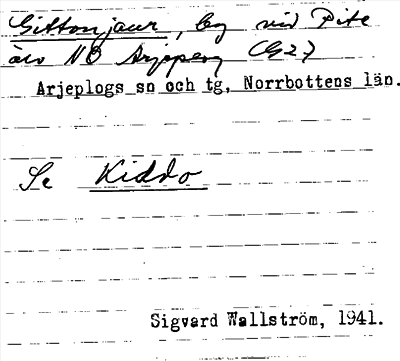 Gittonjaur, by vid Pite
älv NO Arjeplog (G27)
Arjeplogs sn och tg, Norrbottens län.
Se Kiddo
Sigvard Wallström, 1941.